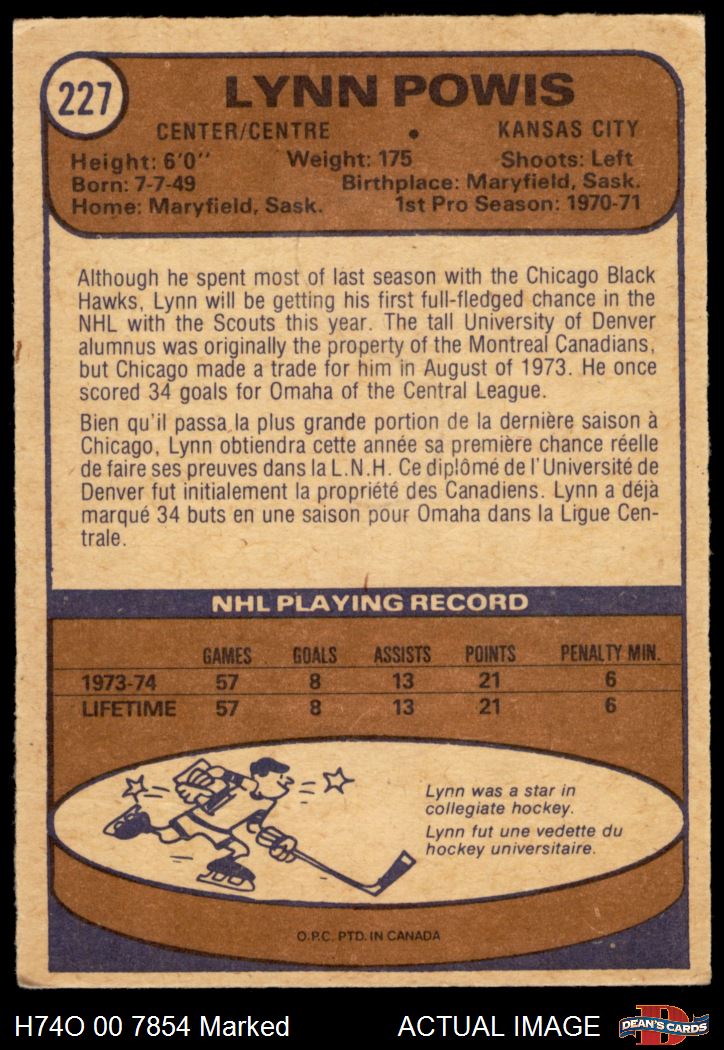 227
LYNN POWIS
CENTER/CENTRE • KANSAS CITY
Height: 6'0" Weight: 175 Shoots: Left
Born: 7-7-49 Birthplace: Maryfield, Sask.
Home: Maryfield, Sask. 1st Pro Season: 1970-71
Although he spent most of last season with the Chicago Black
Hawks, Lynn will be getting his first full-fledged chance in the
NHL with the Scouts this year. The tall University of Denver
alumnus was originally the property of the Montreal Canadians,
but Chicago made a trade for him in August of 1973. He once
scored 34 goals for Omaha of the Central League.
Bien qu'il passa la plus grande portion de la dernière saison à
Chicago, Lynn obtiendra cette année sa première chance réelle
de faire ses preuves dans la L.N.H. Ce diplômé de l'Université de
Denver fut initialement la propriété des Canadiens. Lynn a déjà
marqué 34 buts en une saison pour Omaha dans la Ligue Cen-
trale.
NHL PLAYING RECORD
GAMES GOALS ASSISTS POINTS PENALTY MIN.
1973-74 57 8 13 21 6
LIFETIME 57 8 13 21 6
Lynn was a star in
collegiate hockey.
Lynn fut une vedette du
hockey universitaire.
O.P.C. PTD. IN CANADA
H74O 00 7854 Marked ACTUAL IMAGE D DEAN'S CARDS